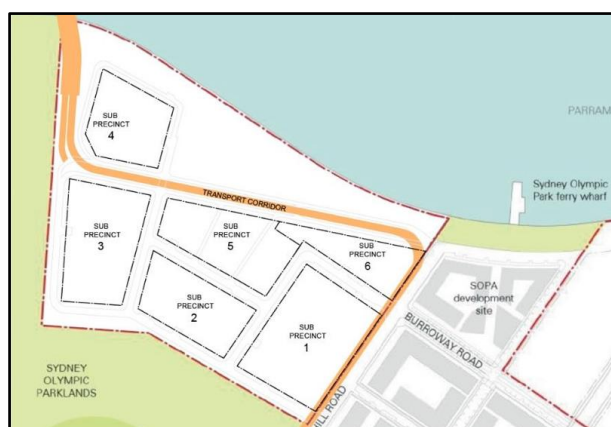 PARRAM
SUB
PRECINCT
4
Sydney Olympic
Park ferry wharf
TRANSPORT CORRIDOR
SUB
PRECINCT
3
SUB
PRECINCT
5
SUB
PRECINCT
6
SOPA
development
site
SUB
PRECINCT
2
SUB
PRECINCT
1
BURROWAY ROAD
SYDNEY
OLYMPIC
PARKLANDS
HILL ROAD